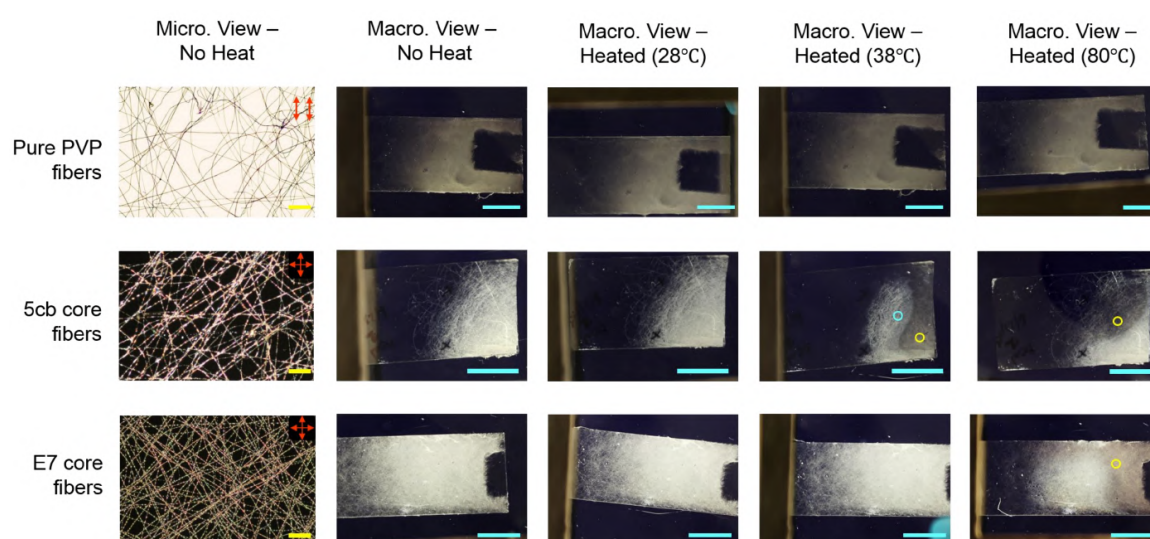 Micro. View –
No Heat
Macro. View –
No Heat
Macro. View –
Heated (28℃)
Macro. View –
Heated (38℃)
Macro. View –
Heated (80℃)
Pure PVP
fibers
5cb core
fibers
E7 core
fibers